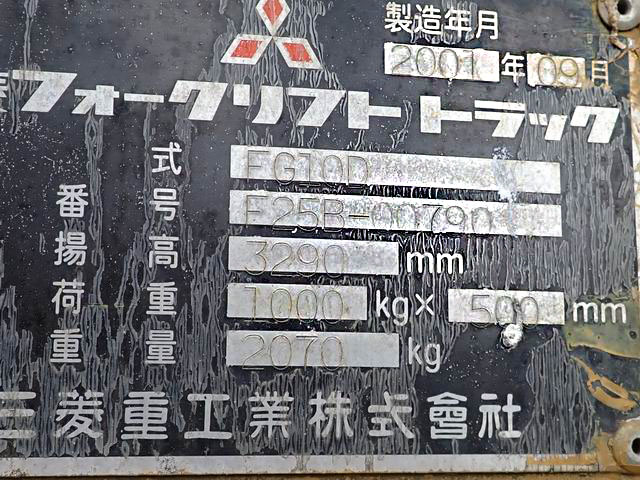 製造年月
2001年09月
フォークリフトトラック
式 FG10D
番号 F25B-00790
揚高 3290 mm
荷重 1000 kg× 500 mm
重量 2070 kg
三菱重工業株式會社